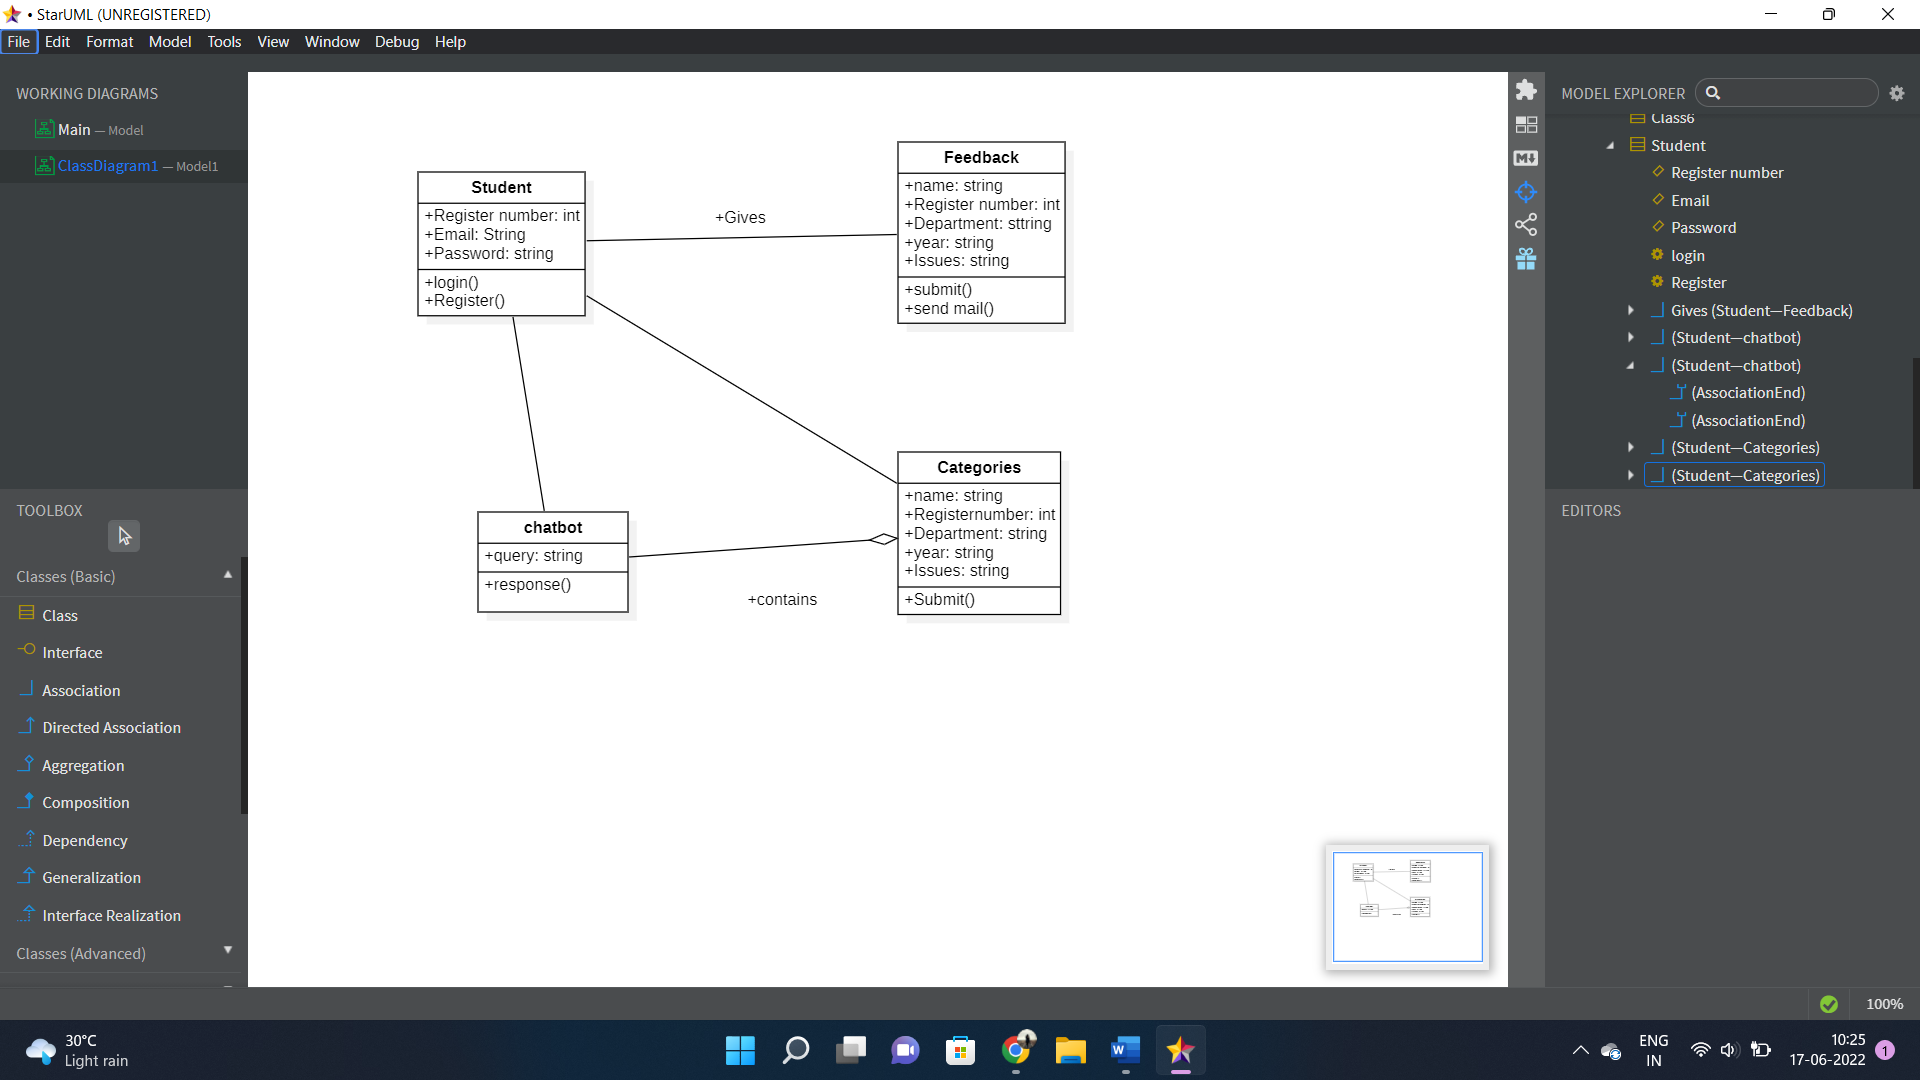 • StarUML (UNREGISTERED)
File Edit Format Model Tools View Window Debug Help
WORKING DIAGRAMS
Main — Model
ClassDiagram1 — Model1
TOOLBOX
Classes (Basic)
Class
Interface
Association
Directed Association
Aggregation
Composition
Dependency
Generalization
Interface Realization
Classes (Advanced)
Student
+Register number: int
+Email: String
+Password: string
+login()
+Register()
+Gives
Feedback
+name: string
+Register number: int
+Department: sttring
+year: string
+Issues: string
+submit()
+send mail()
chatbot
+query: string
+response()
+contains
Categories
+name: string
+Registernumber: int
+Department: string
+year: string
+Issues: string
+Submit()
MODEL EXPLORER
Class6
Student
Register number
Email
Password
login
Register
Gives (Student—Feedback)
(Student—chatbot)
(Student—chatbot)
(AssociationEnd)
(AssociationEnd)
(Student—Categories)
(Student—Categories)
EDITORS
100%
30°C
Light rain
ENG
IN
10:25
17-06-2022
1